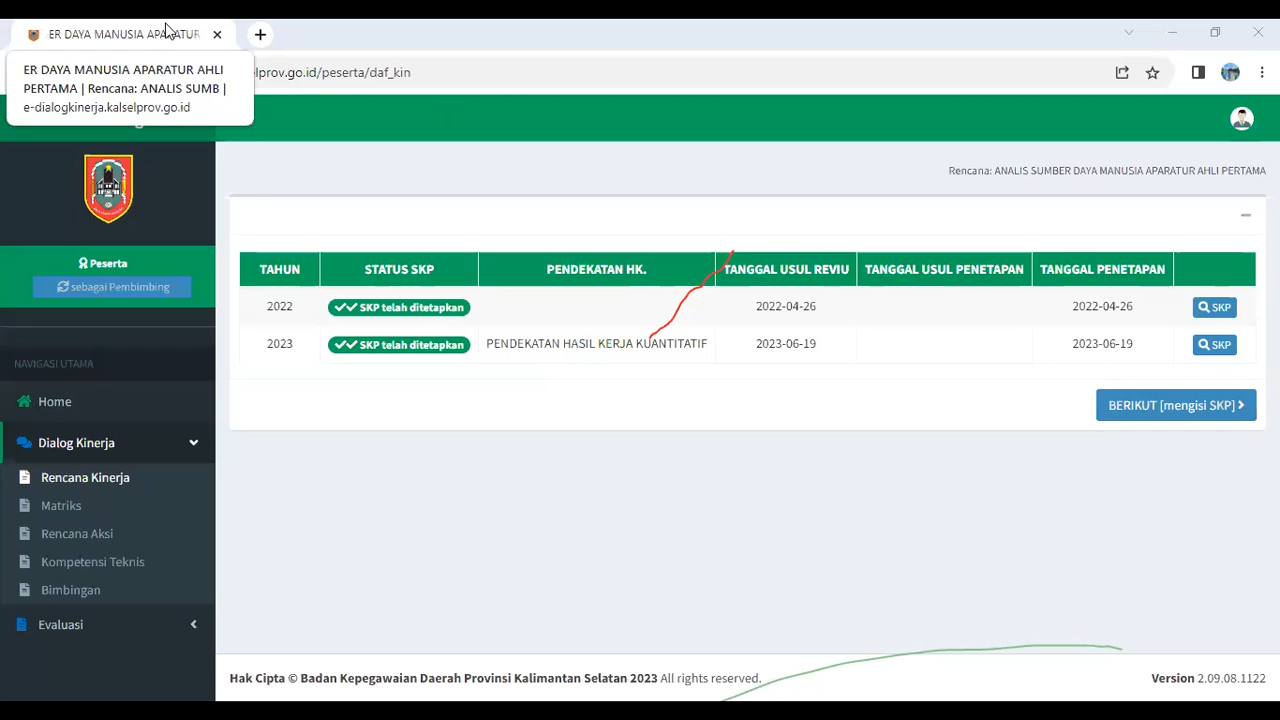 ER DAYA MANUSIA APARATUR
ER DAYA MANUSIA APARATUR AHLI
PERTAMA | Rencana: ANALIS SUMB |
e-dialogkinerja.kalselprov.go.id
elprov.go.id/peserta/daf_kin
Rencana: ANALIS SUMBER DAYA MANUSIA APARATUR AHLI PERTAMA
Peserta
sebagai Pembimbing
NAVIGASI UTAMA
Home
Dialog Kinerja
Rencana Kinerja
Matriks
Rencana Aksi
Kompetensi Teknis
Bimbingan
Evaluasi
TAHUN STATUS SKP PENDEKATAN HK. TANGGAL USUL REVIU TANGGAL USUL PENETAPAN TANGGAL PENETAPAN
2022 SKP telah ditetapkan 2022-04-26 2022-04-26 SKP
2023 SKP telah ditetapkan PENDEKATAN HASIL KERJA KUANTITATIF 2023-06-19 2023-06-19 SKP
BERIKUT [mengisi SKP]
Hak Cipta © Badan Kepegawaian Daerah Provinsi Kalimantan Selatan 2023 All rights reserved.
Version 2.09.08.1122